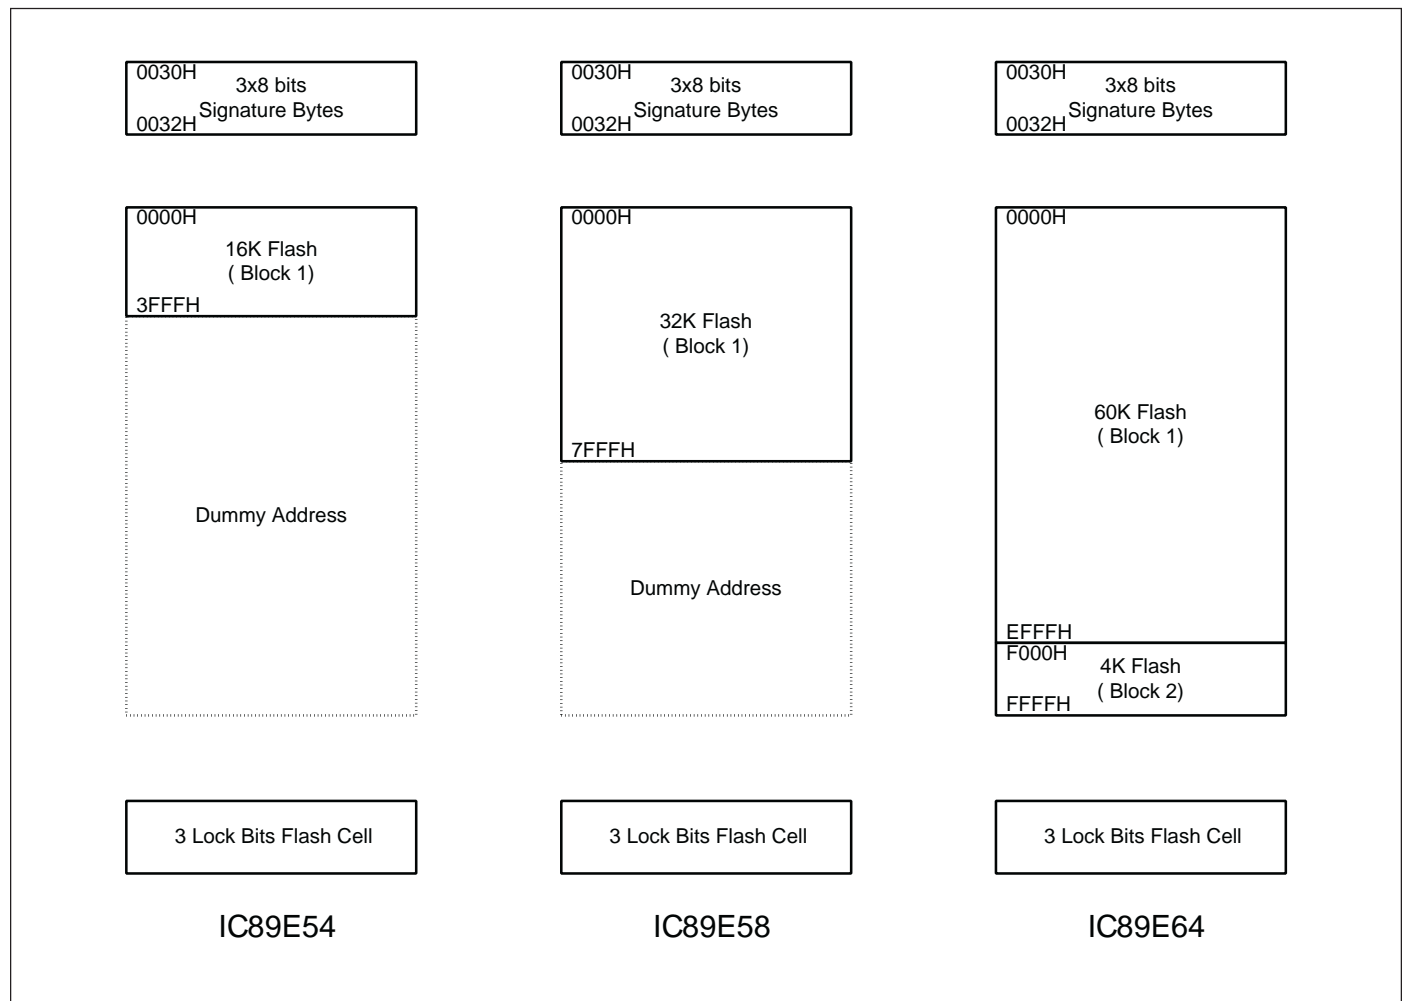 0030H
3x8 bits
Signature Bytes
0032H
0030H
3x8 bits
Signature Bytes
0032H
0030H
3x8 bits
Signature Bytes
0032H
0000H
16K Flash
( Block 1)
3FFFH
Dummy Address
0000H
32K Flash
( Block 1)
7FFFH
Dummy Address
0000H
60K Flash
( Block 1)
EFFFH
F000H
4K Flash
( Block 2)
FFFFH
3 Lock Bits Flash Cell
3 Lock Bits Flash Cell
3 Lock Bits Flash Cell
IC89E54
IC89E58
IC89E64